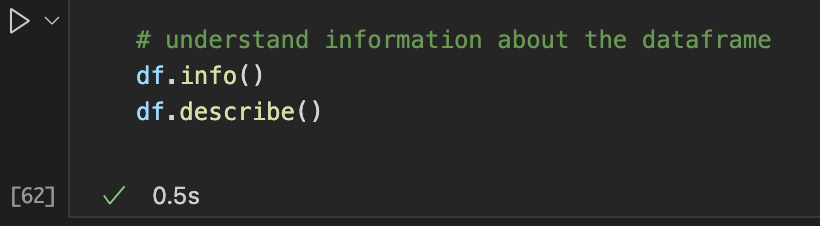 # understand information about the dataframe
df.info()
df.describe()
[62]
0.5s